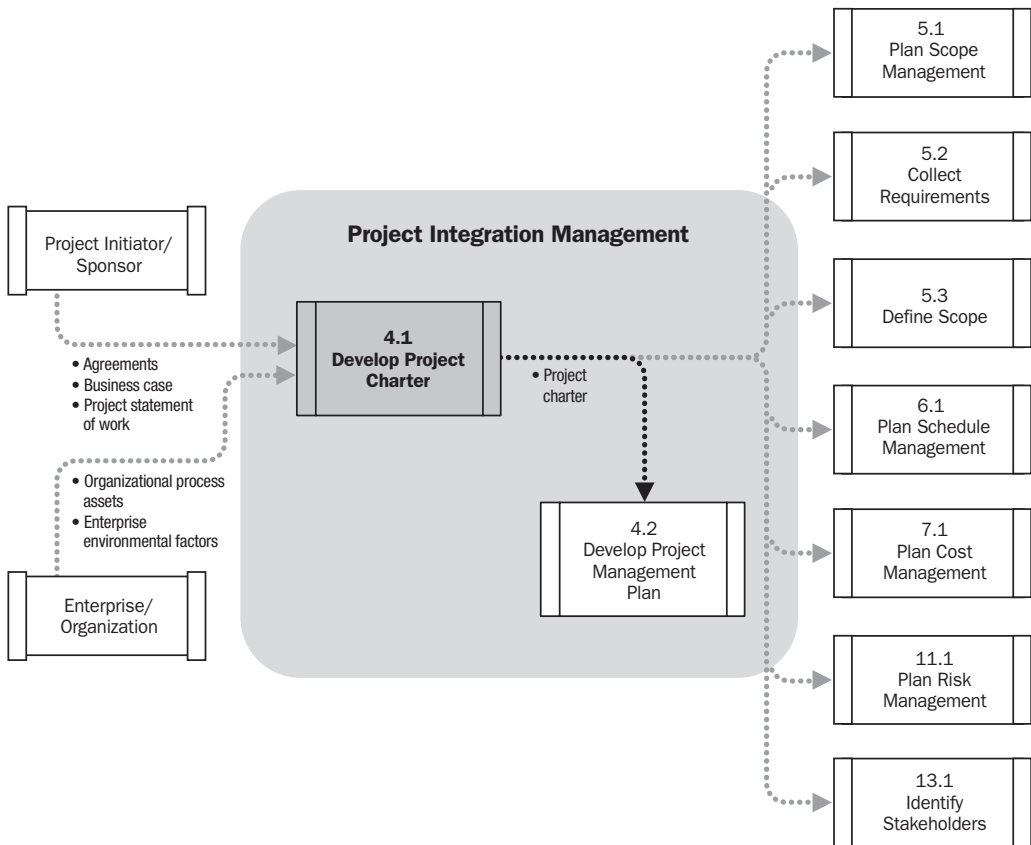 Project Initiator/
Sponsor
• Agreements
• Business case
• Project statement
of work
• Organizational process
assets
• Enterprise
environmental factors
Enterprise/
Organization
Project Integration Management
4.1
Develop Project
Charter
• Project
charter
4.2
Develop Project
Management
Plan
5.1
Plan Scope
Management
5.2
Collect
Requirements
5.3
Define Scope
6.1
Plan Schedule
Management
7.1
Plan Cost
Management
11.1
Plan Risk
Management
13.1
Identify
Stakeholders